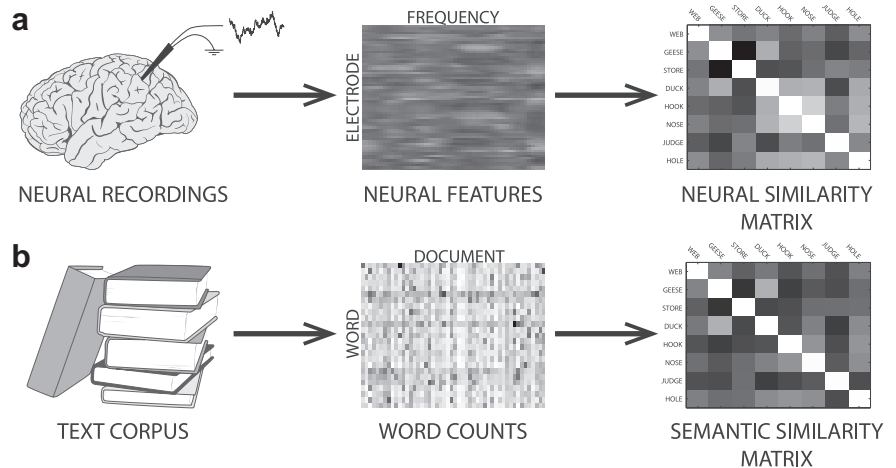 a
FREQUENCY
ELECTRODE
NEURAL RECORDINGS
NEURAL FEATURES
WEB GEESE STORE DUCK HOOK NOSE JUDGE HOLE
WEB
GEESE
STORE
DUCK
HOOK
NOSE
JUDGE
HOLE
NEURAL SIMILARITY
MATRIX
b
DOCUMENT
WORD
TEXT CORPUS
WORD COUNTS
WEB GEESE STORE DUCK HOOK NOSE JUDGE HOLE
WEB
GEESE
STORE
DUCK
HOOK
NOSE
JUDGE
HOLE
SEMANTIC SIMILARITY
MATRIX